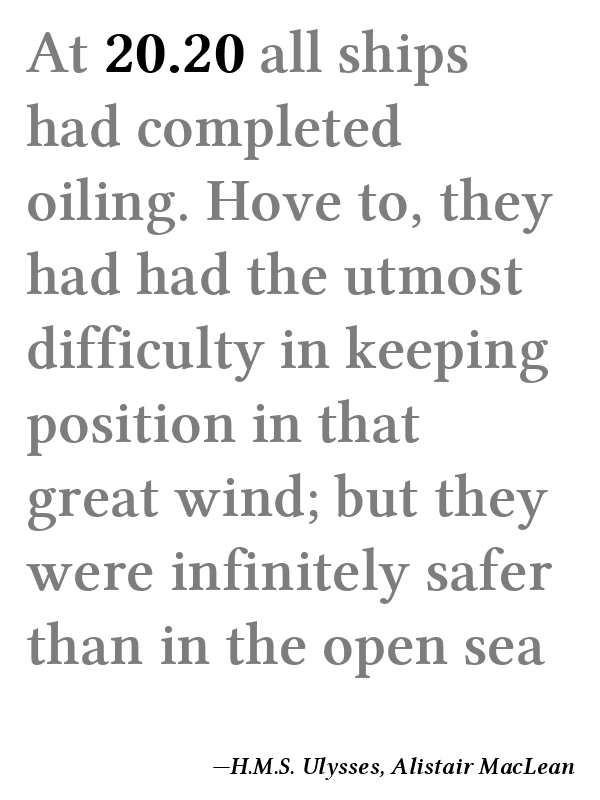 At 20.20 all ships
had completed
oiling. Hove to, they
had had the utmost
difficulty in keeping
position in that
great wind; but they
were infinitely safer
than in the open sea
—H.M.S. Ulysses, Alistair MacLean